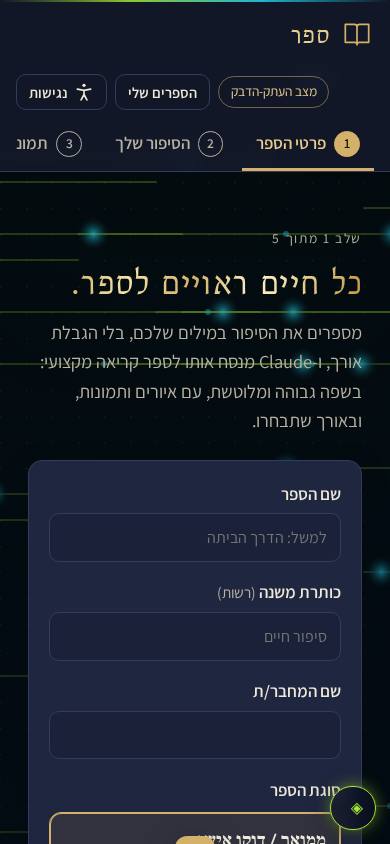 ספר
מצב העתק-הדבק
הספרים שלי
נגישות
1 פרטי הספר
2 הסיפור שלך
3 תמונ
שלב 1 מתוך 5
כל חיים ראויים לספר.
מספרים את הסיפור במילים שלכם, בלי הגבלת
אורך, ו-Claude מנסח אותו לספר קריאה מקצועי:
בשפה גבוהה ומלוטשת, עם איורים ותמונות,
ובאורך שתבחרו.
שם הספר
למשל: הדרך הביתה
כותרת משנה (רשות)
סיפור חיים
שם המחבר/ת
סוגת הספר
ממואר / דוקו אישי